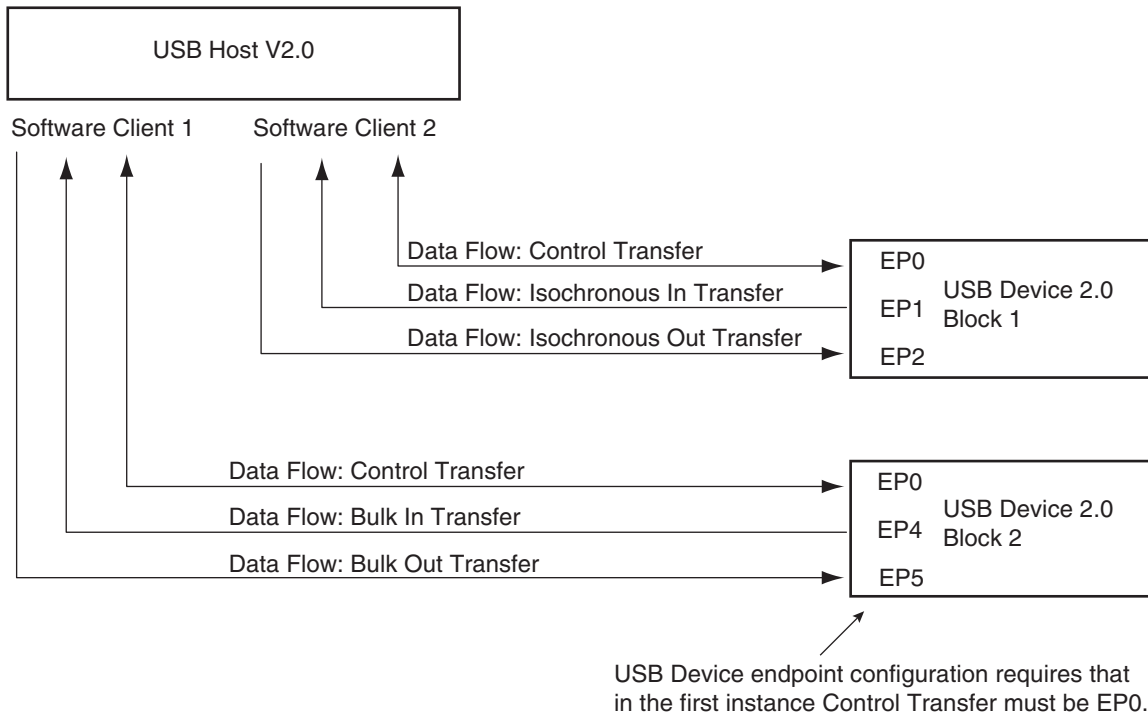 USB Host V2.0
Software Client 1
Software Client 2
Data Flow: Control Transfer
Data Flow: Isochronous In Transfer
Data Flow: Isochronous Out Transfer
EP0
EP1
EP2
USB Device 2.0
Block 1
Data Flow: Control Transfer
Data Flow: Bulk In Transfer
Data Flow: Bulk Out Transfer
EP0
EP4
EP5
USB Device 2.0
Block 2
USB Device endpoint configuration requires that
in the first instance Control Transfer must be EP0.